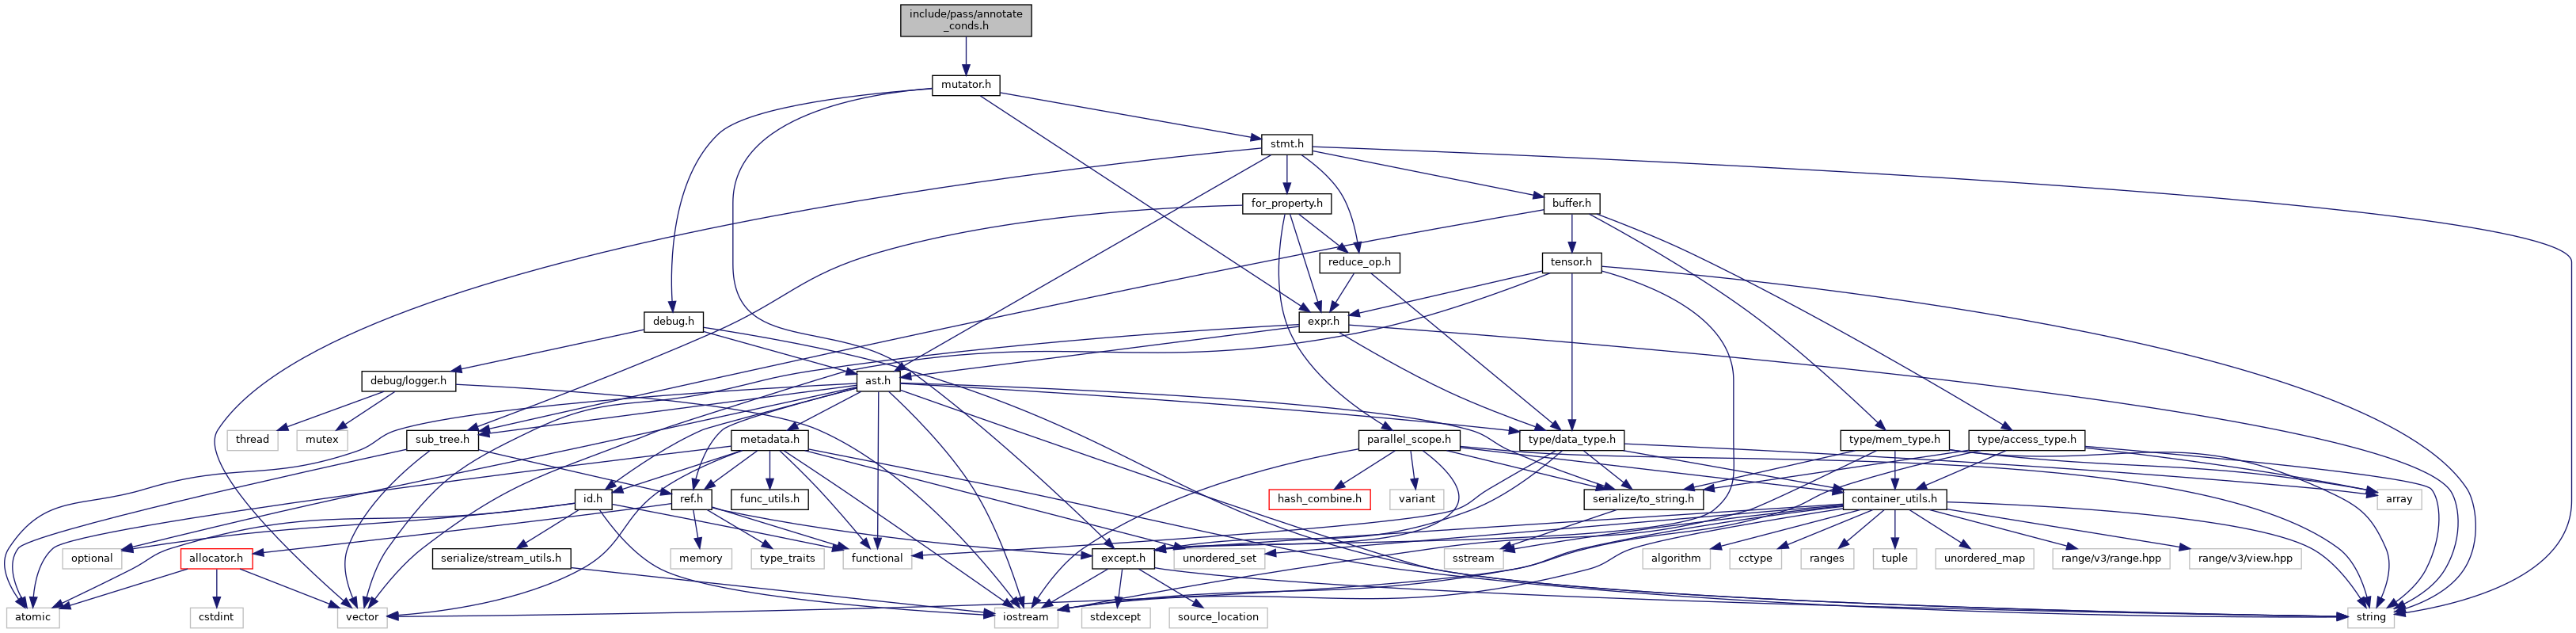 include/pass/annotate
_conds.h
mutator.h
stmt.h
for_property.h
buffer.h
reduce_op.h
tensor.h
debug.h
expr.h
debug/logger.h
ast.h
thread
mutex
sub_tree.h
metadata.h
parallel_scope.h
type/data_type.h
type/mem_type.h
type/access_type.h
id.h
ref.h
func_utils.h
hash_combine.h
variant
serialize/to_string.h
container_utils.h
array
optional
allocator.h
serialize/stream_utils.h
memory
type_traits
functional
except.h
unordered_set
sstream
algorithm
cctype
ranges
tuple
unordered_map
range/v3/range.hpp
range/v3/view.hpp
atomic
cstdint
vector
iostream
stdexcept
source_location
string